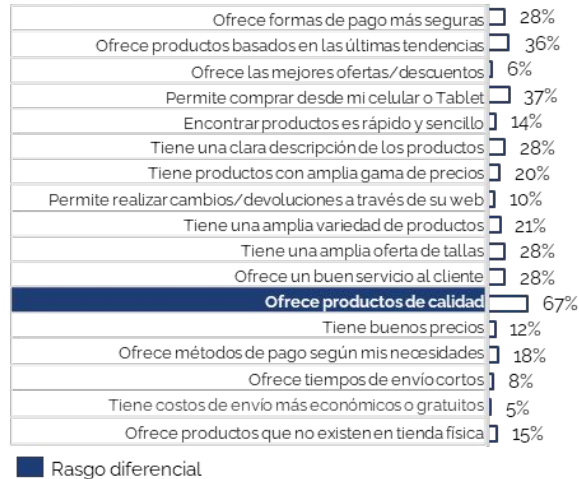 Ofrece formas de pago más seguras 28%
Ofrece productos basados en las últimas tendencias 36%
Ofrece las mejores ofertas/descuentos 6%
Permite comprar desde mi celular o Tablet 37%
Encontrar productos es rápido y sencillo 14%
Tiene una clara descripción de los productos 28%
Tiene productos con amplia gama de precios 20%
Permite realizar cambios/devoluciones a través de su web 10%
Tiene una amplia variedad de productos 21%
Tiene una amplia oferta de tallas 28%
Ofrece un buen servicio al cliente 28%
Ofrece productos de calidad 67%
Tiene buenos precios 12%
Ofrece métodos de pago según mis necesidades 18%
Ofrece tiempos de envío cortos 8%
Tiene costos de envío más económicos o gratuitos 5%
Ofrece productos que no existen en tienda física 15%
Rasgo diferencial